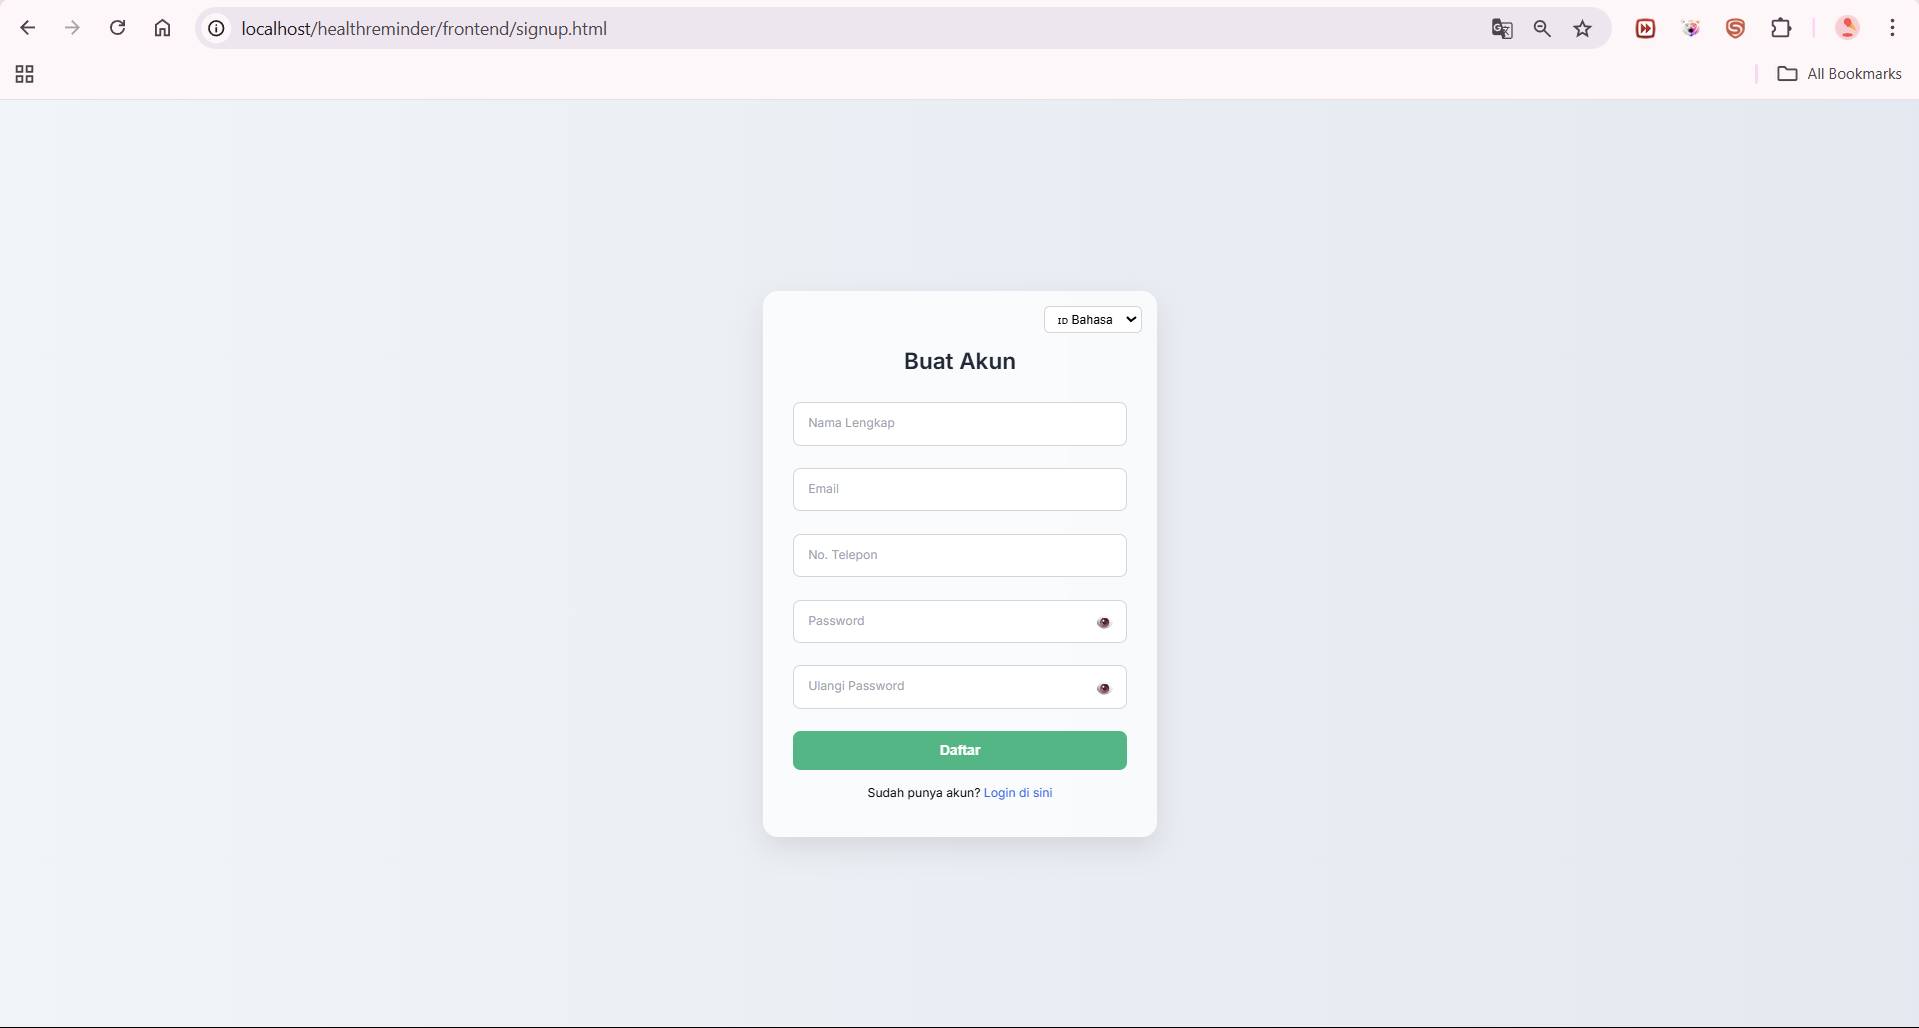 localhost/healthreminder/frontend/signup.html
All Bookmarks
ID Bahasa
Buat Akun
Nama Lengkap
Email
No. Telepon
Password
Ulangi Password
Daftar
Sudah punya akun? Login di sini